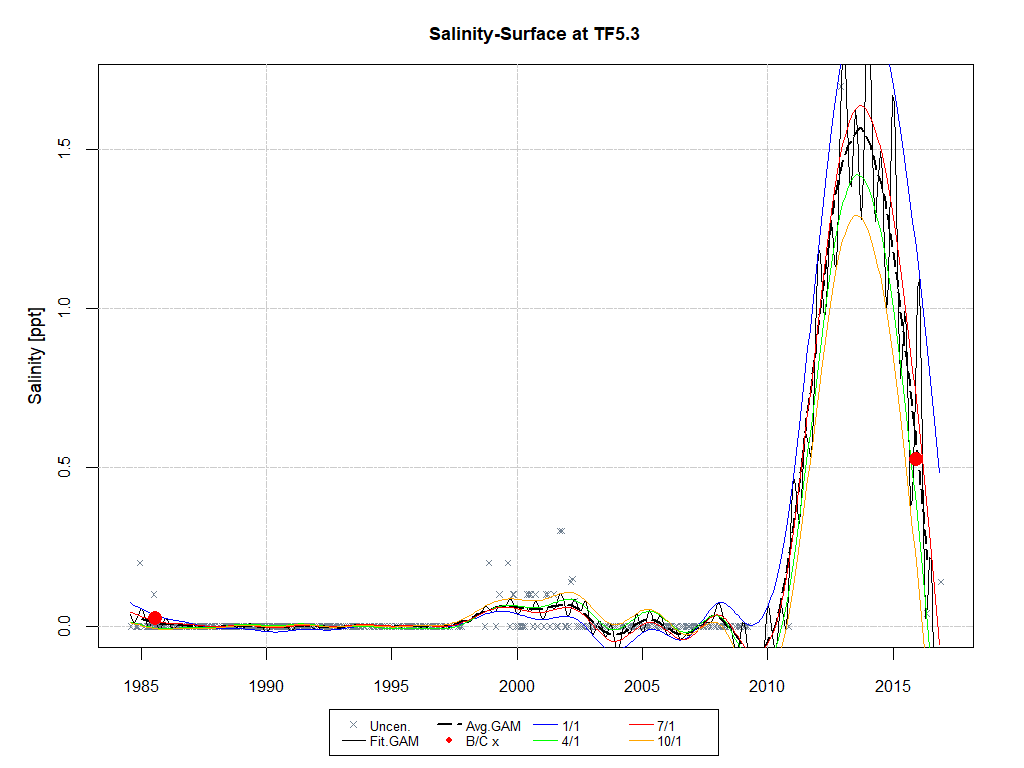 Salinity-Surface at TF5.3
Salinity [ppt]
1.5
1.0
0.5
0.0
1985 1990 1995 2000 2005 2010 2015
Uncen. Avg.GAM 1/1 7/1
Fit.GAM B/C x 4/1 10/1